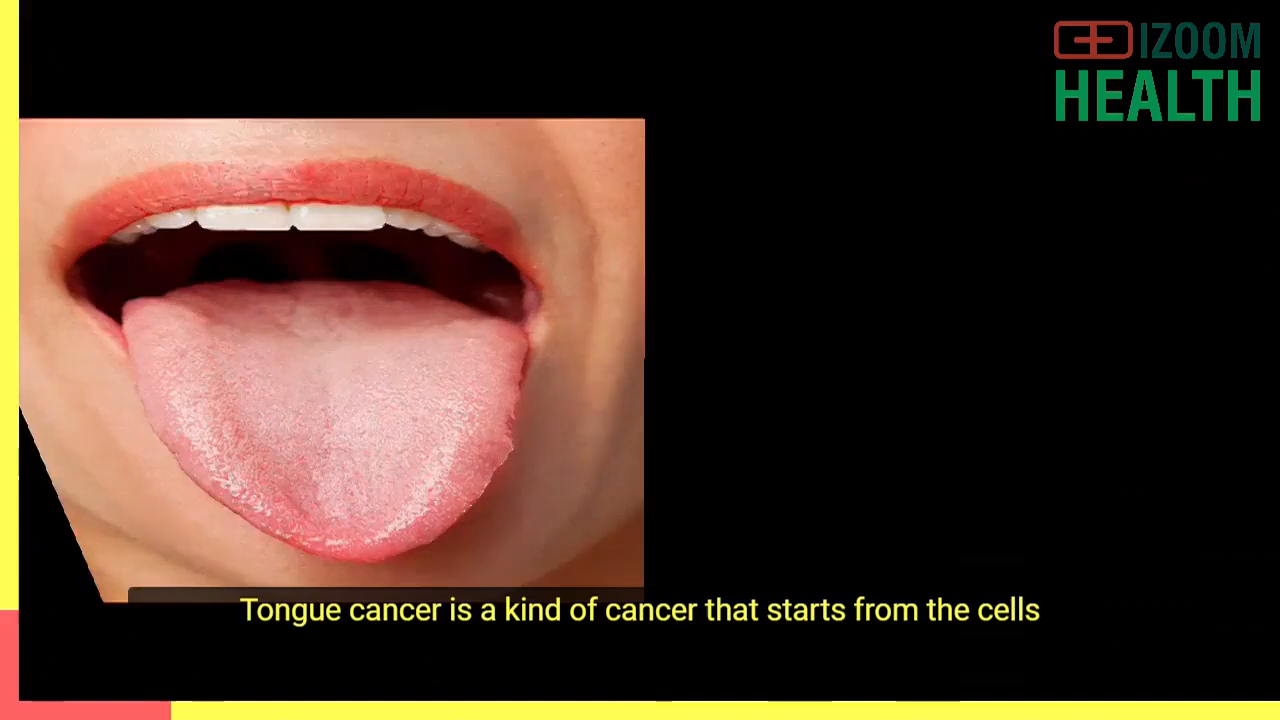 IZOOM
HEALTH
Tongue cancer is a kind of cancer that starts from the cells